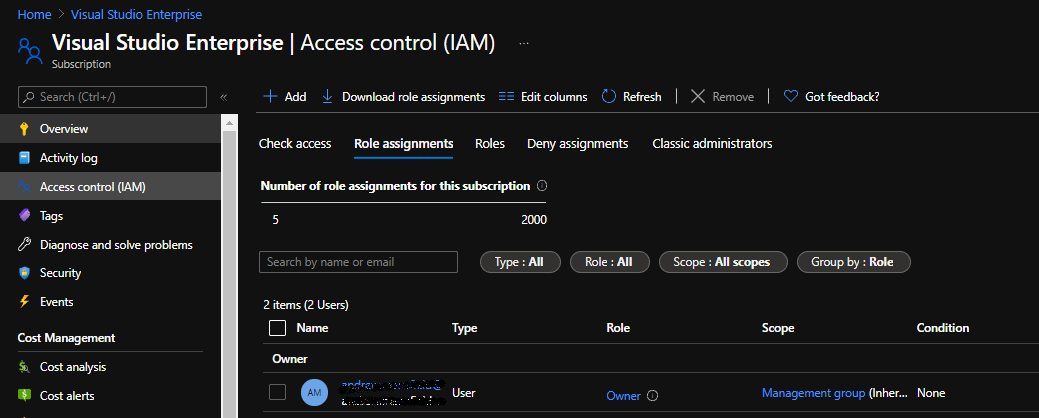 Home > Visual Studio Enterprise
Visual Studio Enterprise | Access control (IAM) ...
Subscription
Search (Ctrl+/) «
Overview
Activity log
Access control (IAM)
Tags
Diagnose and solve problems
Security
Events
Cost Management
Cost analysis
Cost alerts
Add Download role assignments Edit columns Refresh Remove Got feedback?
Check access Role assignments Roles Deny assignments Classic administrators
Number of role assignments for this subscription
5 2000
Search by name or email Type : All Role : All Scope : All scopes Group by : Role
2 items (2 Users)
Name Type Role Scope Condition
Owner
AM User Owner Management group (Inher... None